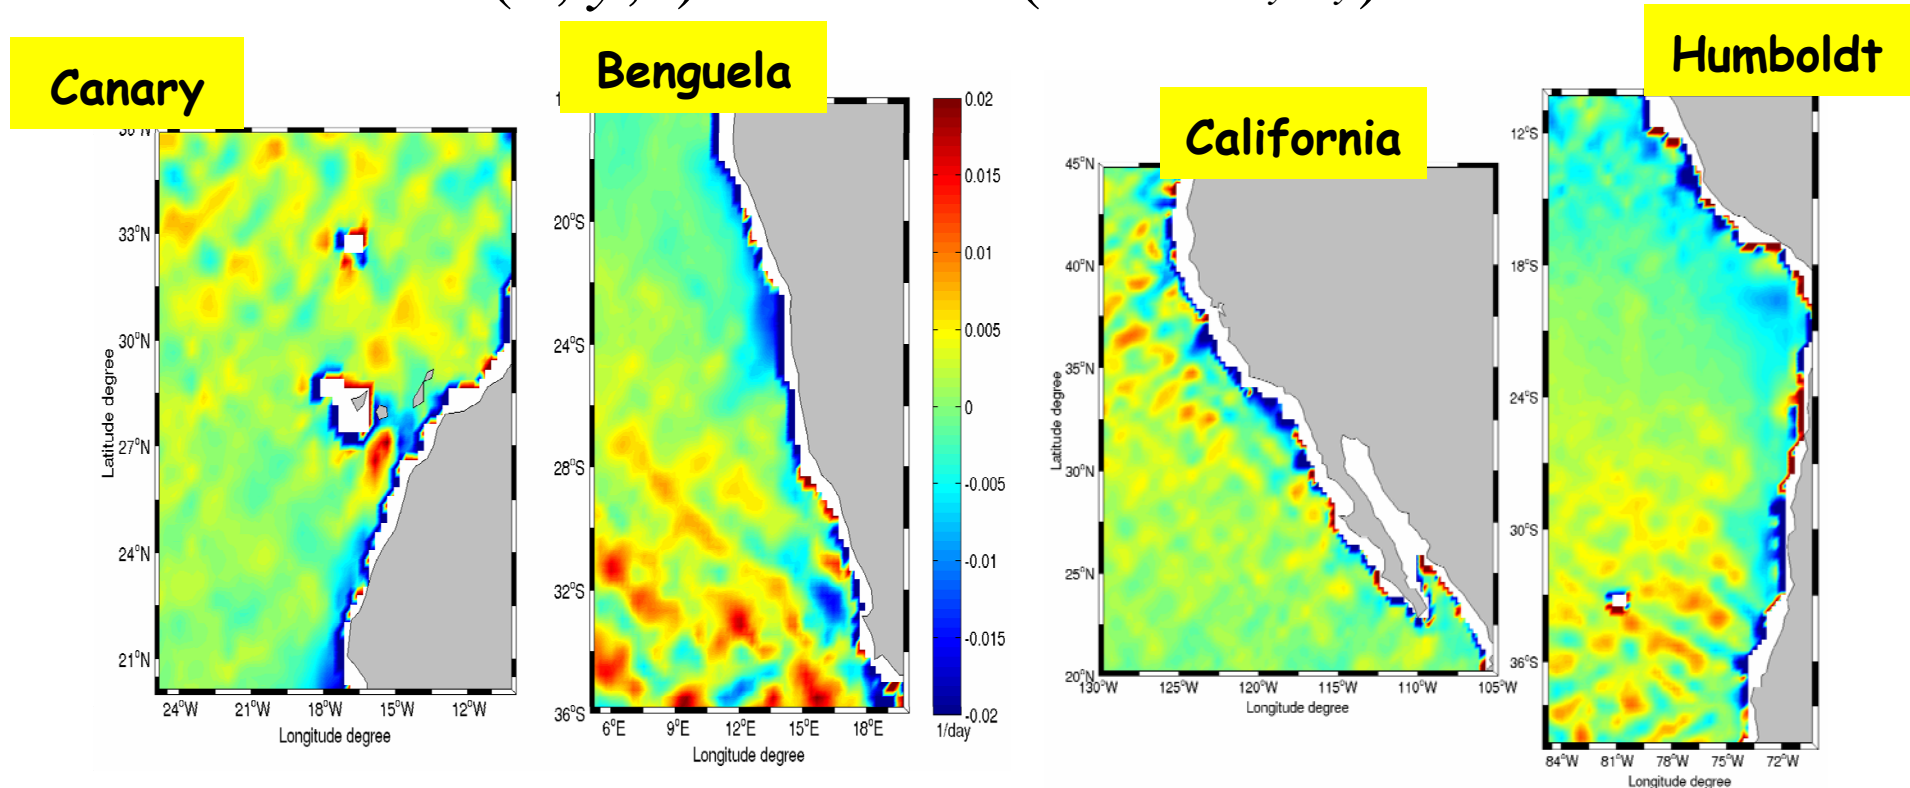 Canary
Benguela
California
Humboldt
33°N
30°N
27°N
24°N
21°N
Latitude degree
24°W
21°W
18°W
15°W
12°W
Longitude degree
20°S
24°S
28°S
32°S
36°S
6°E
9°E
12°E
15°E
18°E
Longitude degree
0.02
0.015
0.01
0.005
0
-0.005
-0.01
-0.015
-0.02
1/day
45°N
40°N
35°N
30°N
25°N
20°N
Latitude degree
130°W
125°W
120°W
115°W
110°W
105°W
Longitude degree
12°S
18°S
24°S
30°S
36°S
84°W
81°W
78°W
75°W
72°W
Longitude degree